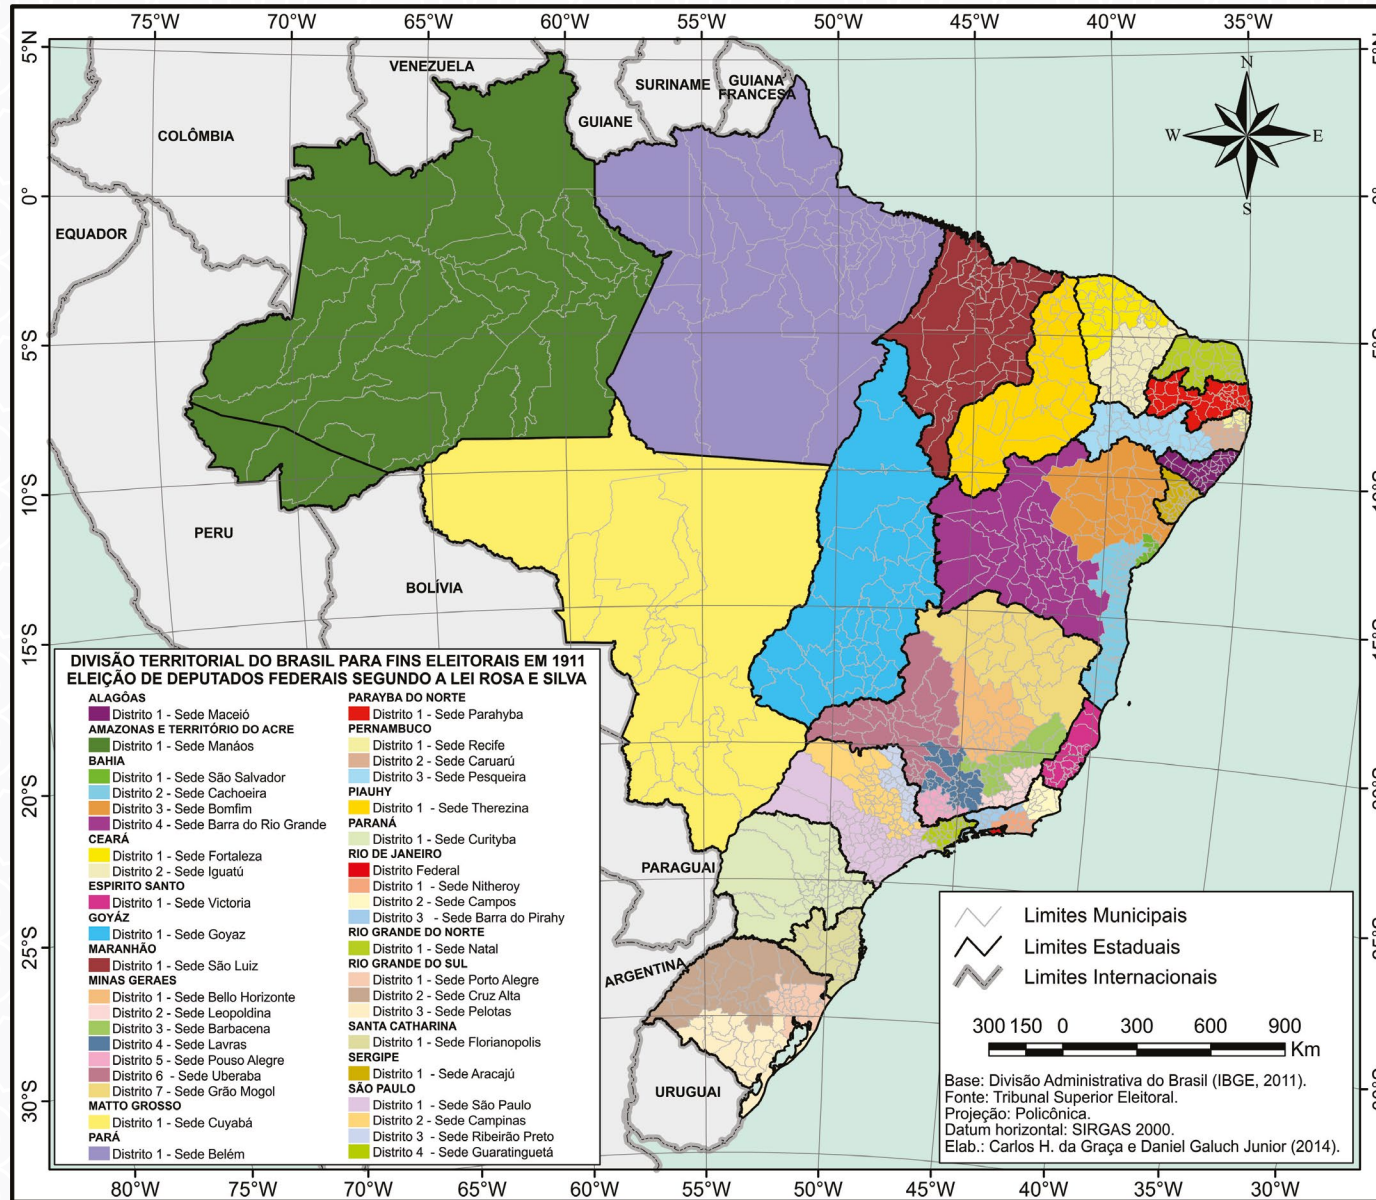 75°W 70°W 65°W 60°W 55°W 50°W 45°W 40°W 35°W
5°N
5°N
VENEZUELA
SURINAME
GUIANA
FRANCESA
GUIANE
COLÔMBIA
N
W
E
S
0°
0°
EQUADOR
5°S
5°S
10°S
10°S
PERU
BOLÍVIA
15°S
15°S
20°S
20°S
25°S
25°S
30°S
30°S
PARAGUAI
ARGENTINA
URUGUAI
DIVISÃO TERRITORIAL DO BRASIL PARA FINS ELEITORAIS EM 1911
ELEIÇÃO DE DEPUTADOS FEDERAIS SEGUNDO A LEI ROSA E SILVA
ALAGÔAS
Distrito 1 - Sede Maceió
AMAZONAS E TERRITÓRIO DO ACRE
Distrito 1 - Sede Manáos
BAHIA
Distrito 1 - Sede São Salvador
Distrito 2 - Sede Cachoeira
Distrito 3 - Sede Bomfim
Distrito 4 - Sede Barra do Rio Grande
CEARÁ
Distrito 1 - Sede Fortaleza
Distrito 2 - Sede Iguatú
ESPIRITO SANTO
Distrito 1 - Sede Victoria
GOYÁZ
Distrito 1 - Sede Goyaz
MARANHÃO
Distrito 1 - Sede São Luiz
MINAS GERAES
Distrito 1 - Sede Bello Horizonte
Distrito 2 - Sede Leopoldina
Distrito 3 - Sede Barbacena
Distrito 4 - Sede Lavras
Distrito 5 - Sede Pouso Alegre
Distrito 6 - Sede Uberaba
Distrito 7 - Sede Grão Mogol
MATTO GROSSO
Distrito 1 - Sede Cuyabá
PARÁ
Distrito 1 - Sede Belém
PARAYBA DO NORTE
Distrito 1 - Sede Parahyba
PERNAMBUCO
Distrito 1 - Sede Recife
Distrito 2 - Sede Caruarú
Distrito 3 - Sede Pesqueira
PIAUHY
Distrito 1 - Sede Therezina
PARANÁ
Distrito 1 - Sede Curityba
RIO DE JANEIRO
Distrito Federal
Distrito 1 - Sede Nitheroy
Distrito 2 - Sede Campos
Distrito 3 - Sede Barra do Pirahy
RIO GRANDE DO NORTE
Distrito 1 - Sede Natal
RIO GRANDE DO SUL
Distrito 1 - Sede Porto Alegre
Distrito 2 - Sede Cruz Alta
Distrito 3 - Sede Pelotas
SANTA CATHARINA
Distrito 1 - Sede Florianopolis
SERGIPE
Distrito 1 - Sede Aracajú
SÃO PAULO
Distrito 1 - Sede São Paulo
Distrito 2 - Sede Campinas
Distrito 3 - Sede Ribeirão Preto
Distrito 4 - Sede Guaratinguetá
Limites Municipais
Limites Estaduais
Limites Internacionais
300 150 0 300 600 900
Km
Base: Divisão Administrativa do Brasil (IBGE, 2011).
Fonte: Tribunal Superior Eleitoral.
Projeção: Policônica.
Datum horizontal: SIRGAS 2000.
Elab.: Carlos H. da Graça e Daniel Galuch Junior (2014).
80°W 75°W 70°W 65°W 60°W 55°W 50°W 45°W 40°W 35°W 30°W